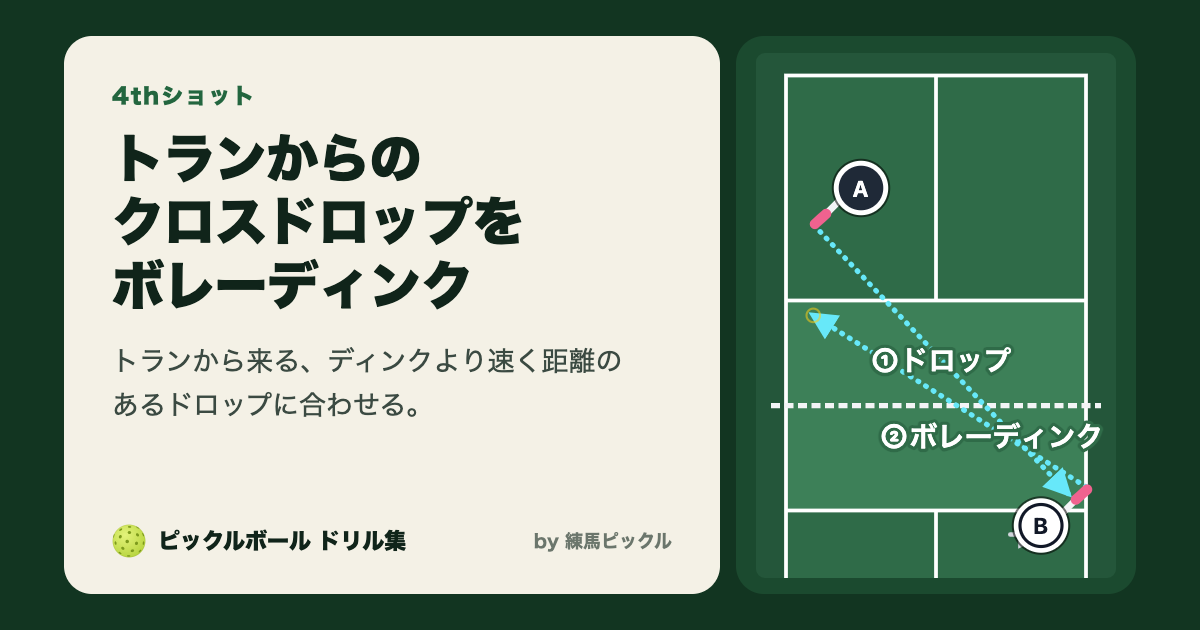 4thショット
トランからの
クロスドロップを
ボレーディンク
トランから来る、ディンクより速く距離の
あるドロップに合わせる。
ピックルボール ドリル集
by 練馬ピックル
A
①ドロップ
②ボレーディンク
B